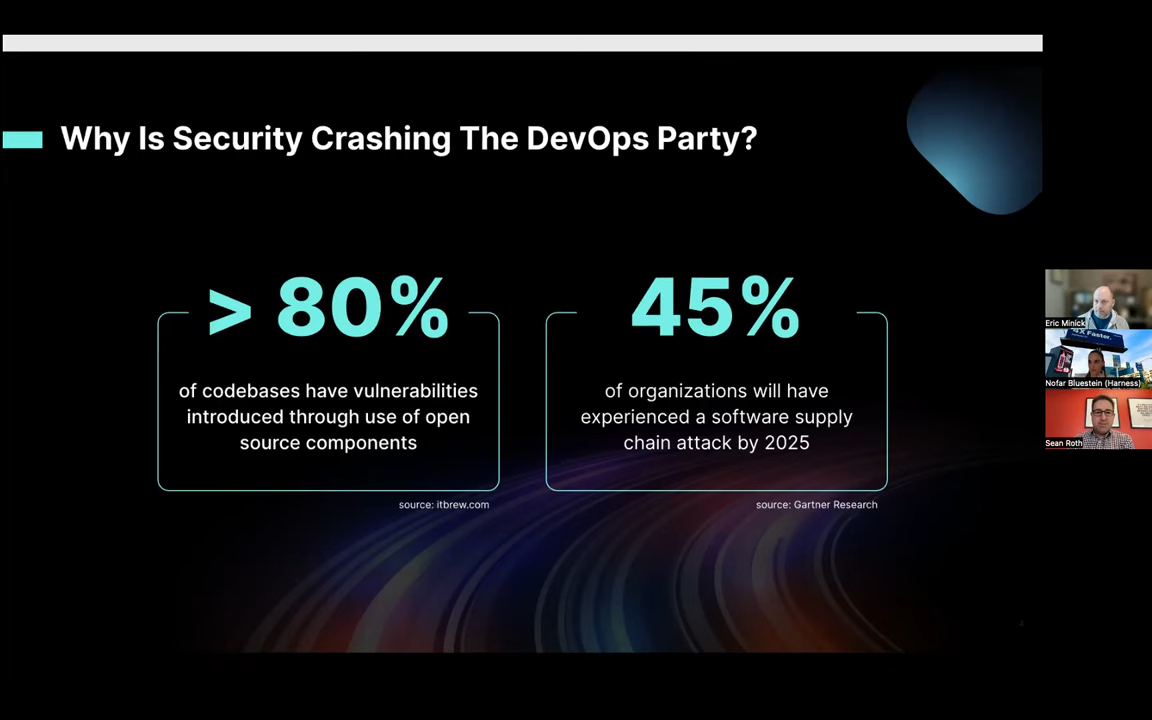 Why Is Security Crashing The DevOps Party?
> 80%
of codebases have vulnerabilities
introduced through use of open
source components
source: itbrew.com
45%
of organizations will have
experienced a software supply
chain attack by 2025
source: Gartner Research
4
Eric Minick
Nofar Bluestein (Harness)
Sean Roth